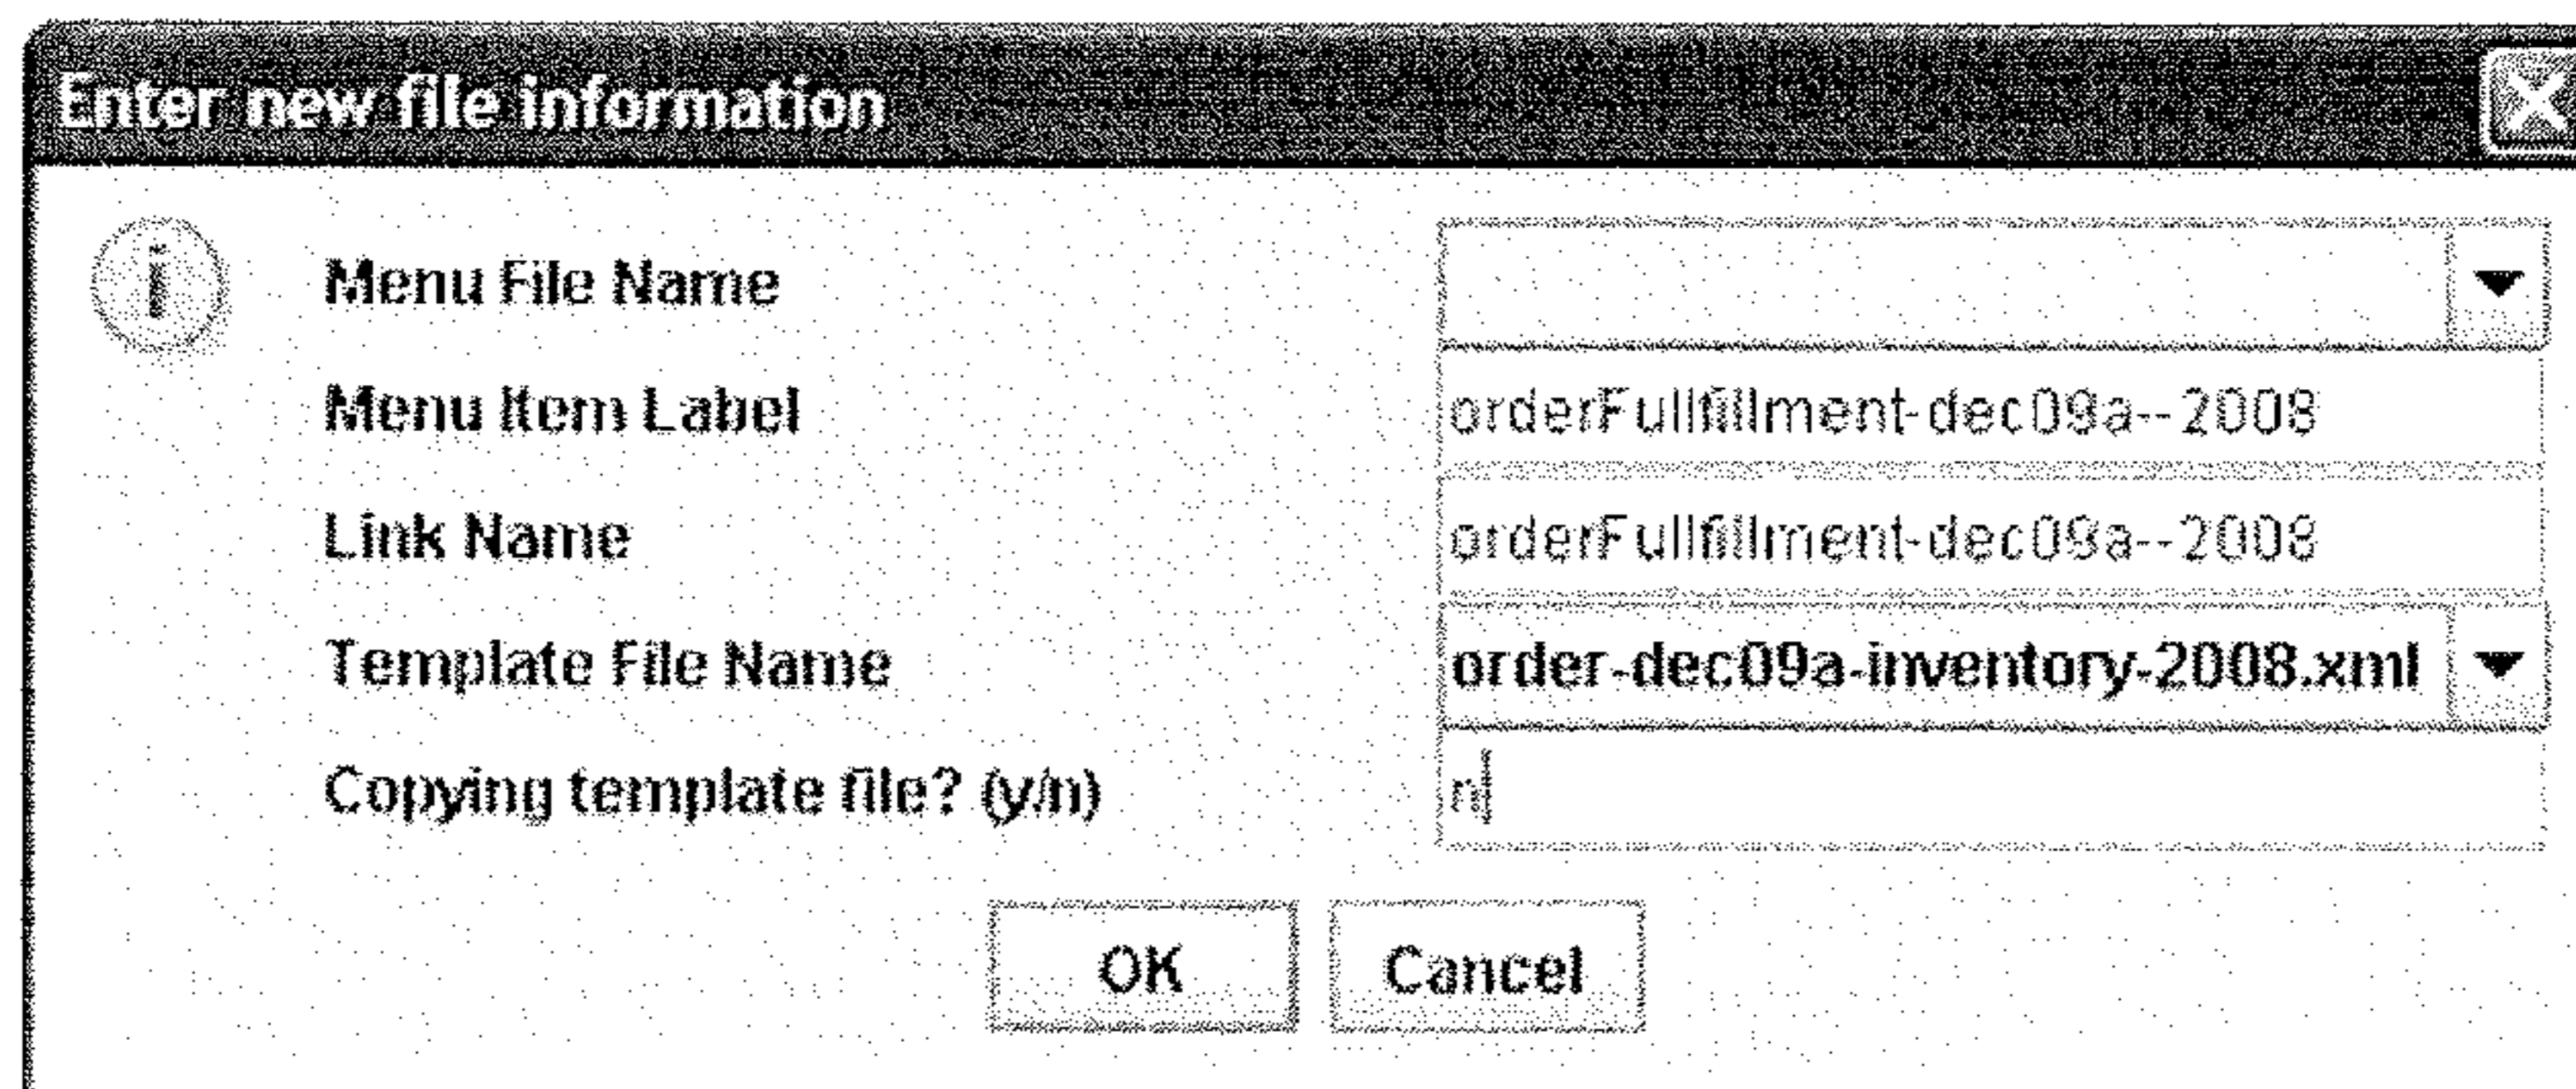 Enter new file information
i
Menu File Name
Menu Item Label orderFullfillment-dec09a--2008
Link Name orderFullfillment-dec09a--2008
Template File Name order-dec09a-inventory-2008.xml
Copying template file? (y/n) n
OK Cancel